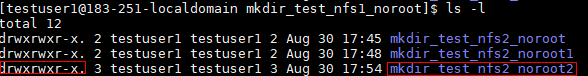 [testuser1@183-251-localdomain mkdir_test_nfs1_noroot]$ ls -l
total 12
drwxrwxr-x. 2 testuser1 testuser1 2 Aug 30 17:45 mkdir_test_nfs2_noroot
drwxrwxr-x. 2 testuser1 testuser1 2 Aug 30 17:48 mkdir_test_nfs2_noroot1
drwxrwxr-x. 3 testuser1 testuser1 3 Aug 30 17:54 mkdir_test_nfs2_noroot2